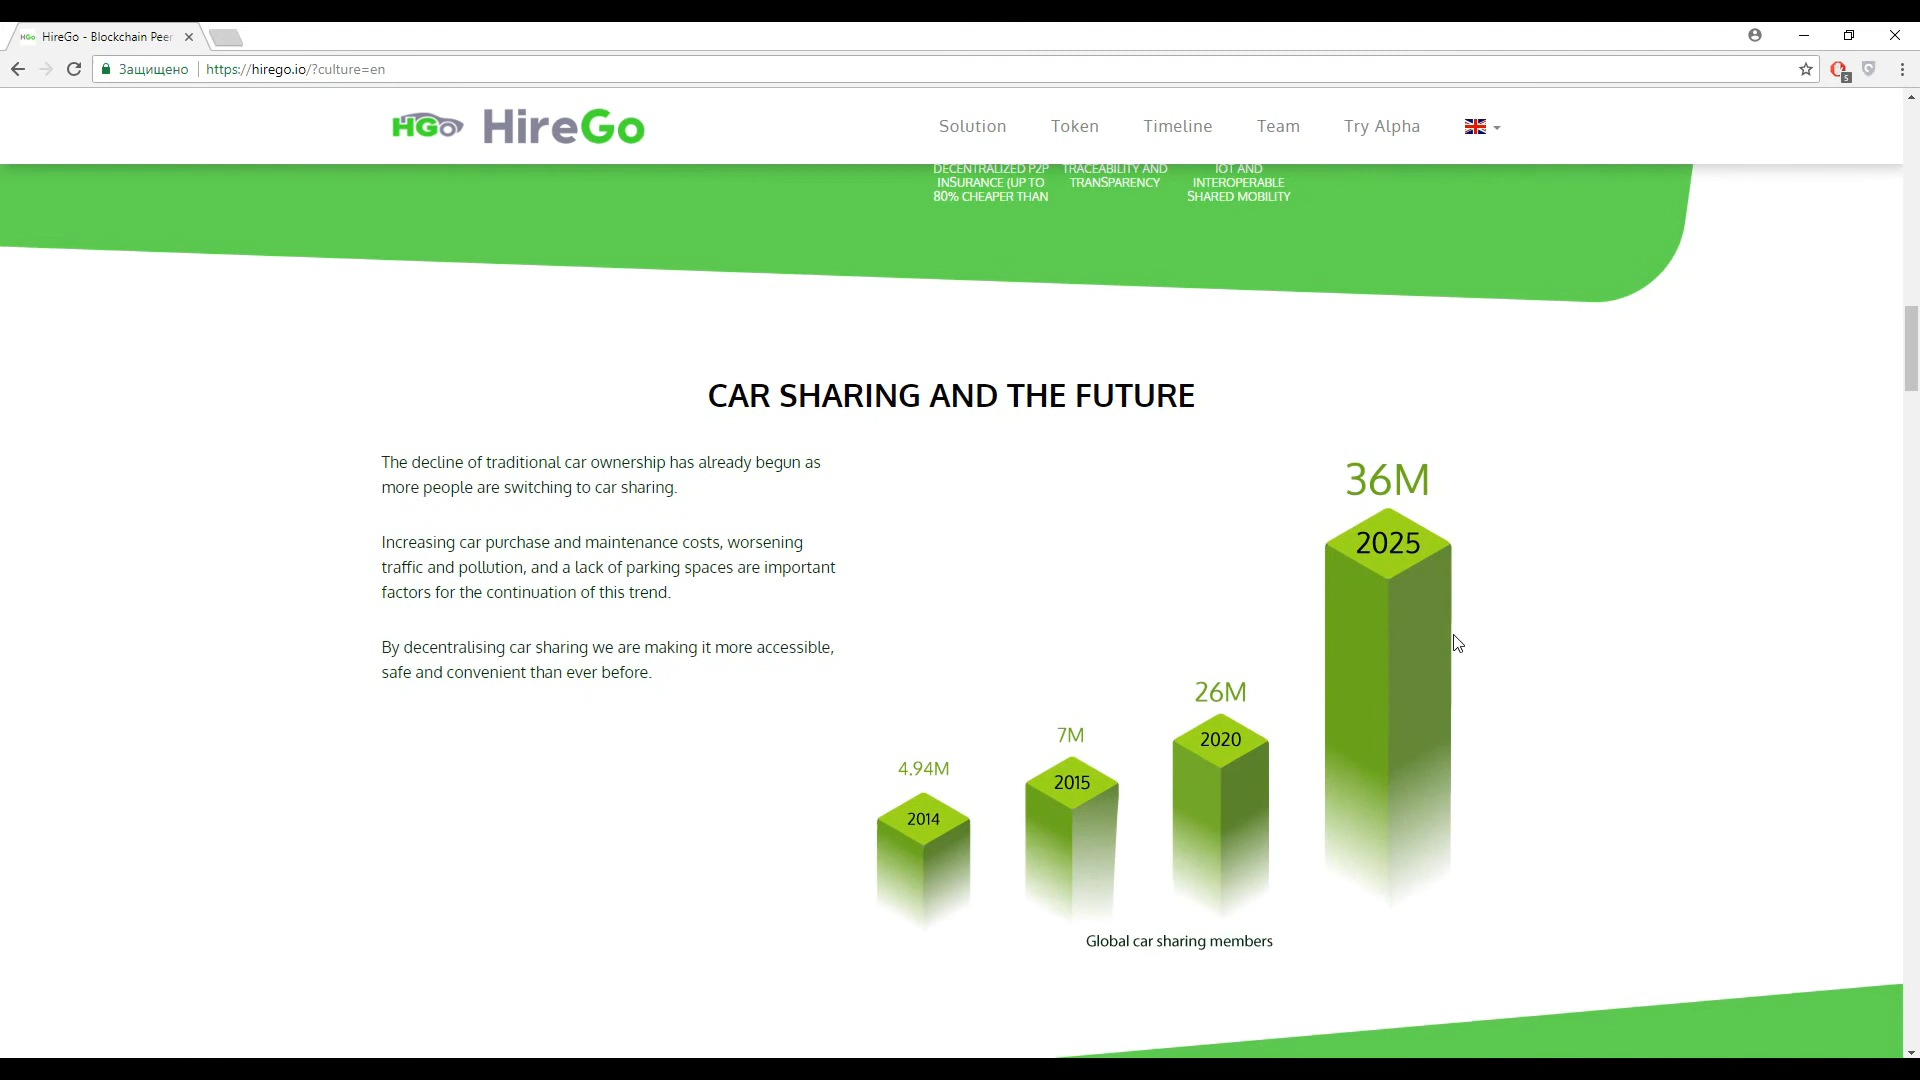 HGo HireGo - Blockchain Peer
Защищено https://hirego.io/?culture=en
5
HGo HireGo Solution Token Timeline Team Try Alpha
DECENTRALIZED P2P
INSURANCE (UP TO
80% CHEAPER THAN
TRACEABILITY AND
TRANSPARENCY
IOT AND
INTEROPERABLE
SHARED MOBILITY
CAR SHARING AND THE FUTURE
The decline of traditional car ownership has already begun as
more people are switching to car sharing.
Increasing car purchase and maintenance costs, worsening
traffic and pollution, and a lack of parking spaces are important
factors for the continuation of this trend.
By decentralising car sharing we are making it more accessible,
safe and convenient than ever before.
4.94M
2014
7M
2015
26M
2020
36M
2025
Global car sharing members